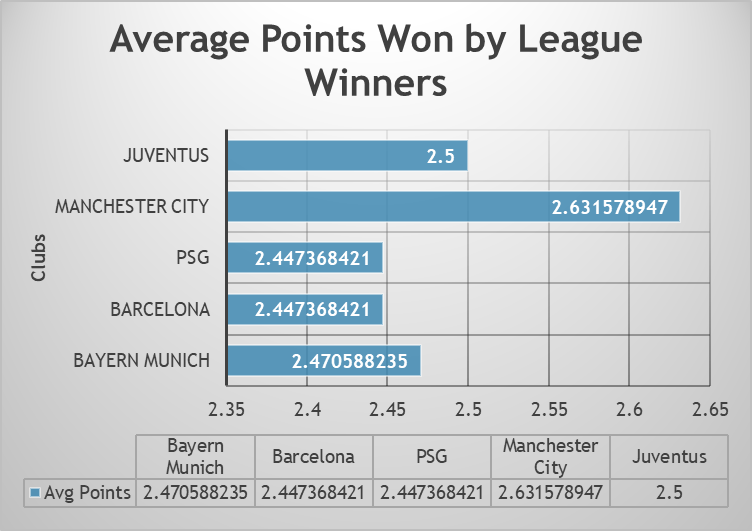 Average Points Won by League
Winners
Clubs
JUVENTUS 2.5
MANCHESTER CITY 2.631578947
PSG 2.447368421
BARCELONA 2.447368421
BAYERN MUNICH 2.470588235
2.35 2.4 2.45 2.5 2.55 2.6 2.65
Bayern Munich Barcelona PSG Manchester City Juventus
Avg Points 2.470588235 2.447368421 2.447368421 2.631578947 2.5